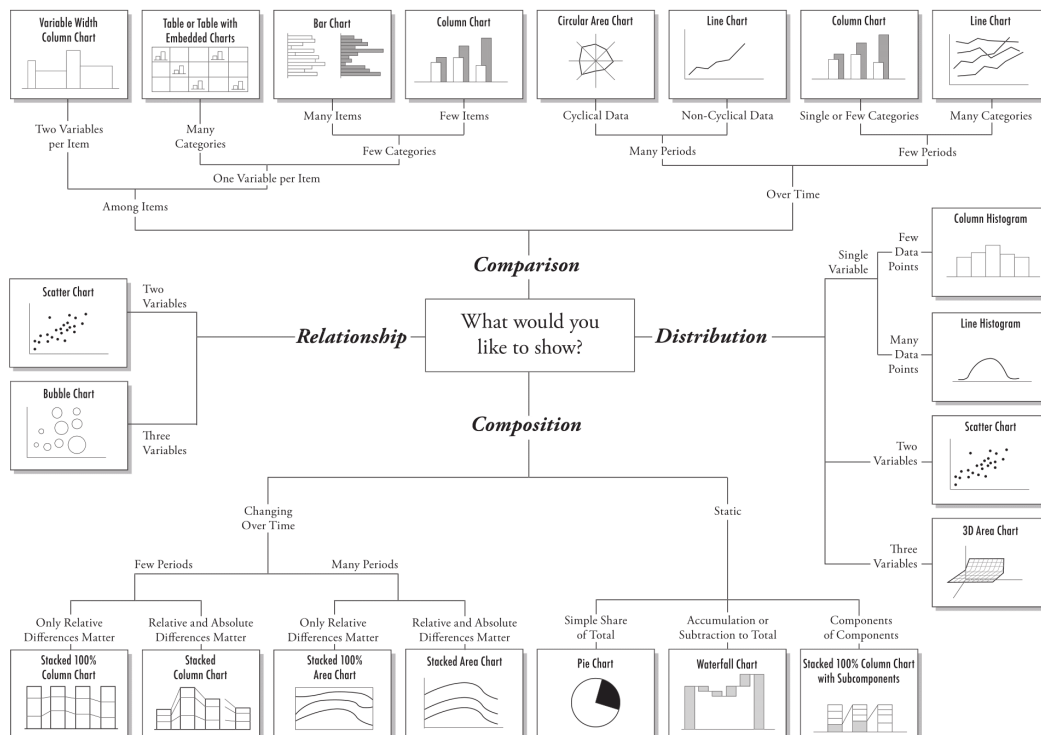 Variable Width
Column Chart
Table or Table with
Embedded Charts
Bar Chart
Column Chart
Circular Area Chart
Line Chart
Column Chart
Line Chart
Two Variables
per Item
Many
Categories
Many Items
Few Items
Cyclical Data
Non-Cyclical Data
Single or Few Categories
Many Categories
Few Categories
Many Periods
Few Periods
One Variable per Item
Among Items
Over Time
Comparison
What would you
like to show?
Relationship
Two
Variables
Scatter Chart
Three
Variables
Bubble Chart
Distribution
Single
Variable
Few
Data
Points
Column Histogram
Many
Data
Points
Line Histogram
Two
Variables
Scatter Chart
Three
Variables
3D Area Chart
Composition
Changing
Over Time
Static
Few Periods
Many Periods
Only Relative
Differences Matter
Relative and Absolute
Differences Matter
Only Relative
Differences Matter
Relative and Absolute
Differences Matter
Simple Share
of Total
Accumulation or
Subtraction to Total
Components
of Components
Stacked 100%
Column Chart
Stacked
Column Chart
Stacked 100%
Area Chart
Stacked Area Chart
Pie Chart
Waterfall Chart
Stacked 100% Column Chart
with Subcomponents